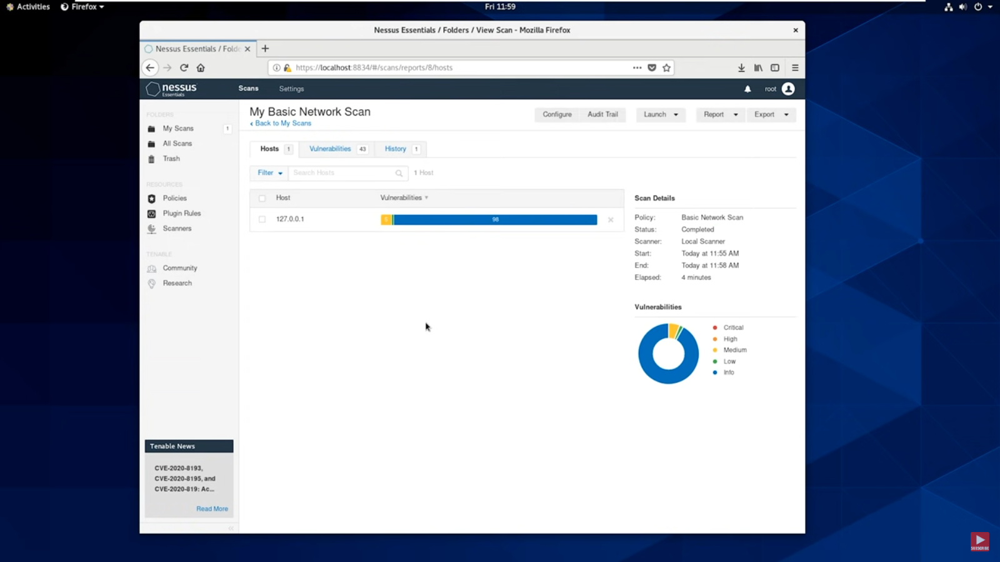 Activities
Firefox
Fri 11:59
Nessus Essentials / Folders / View Scan - Mozilla Firefox
Nessus Essentials / Folde
https://localhost:8834/#/scans/reports/8/hosts
nessus
Essentials
Scans
Settings
root
FOLDERS
My Scans
1
All Scans
Trash
RESOURCES
Policies
Plugin Rules
Scanners
TENABLE
Community
Research
Tenable News
CVE-2020-8193,
CVE-2020-8195, and
CVE-2020-819: Ac...
Read More
My Basic Network Scan
Back to My Scans
Configure
Audit Trail
Launch
Report
Export
Hosts 1
Vulnerabilities 43
History 1
Filter
Search Hosts
1 Host
Host
Vulnerabilities
127.0.0.1
98
Scan Details
Policy: Basic Network Scan
Status: Completed
Scanner: Local Scanner
Start: Today at 11:55 AM
End: Today at 11:58 AM
Elapsed: 4 minutes
Vulnerabilities
Critical
High
Medium
Low
Info
SUBSCRIBE